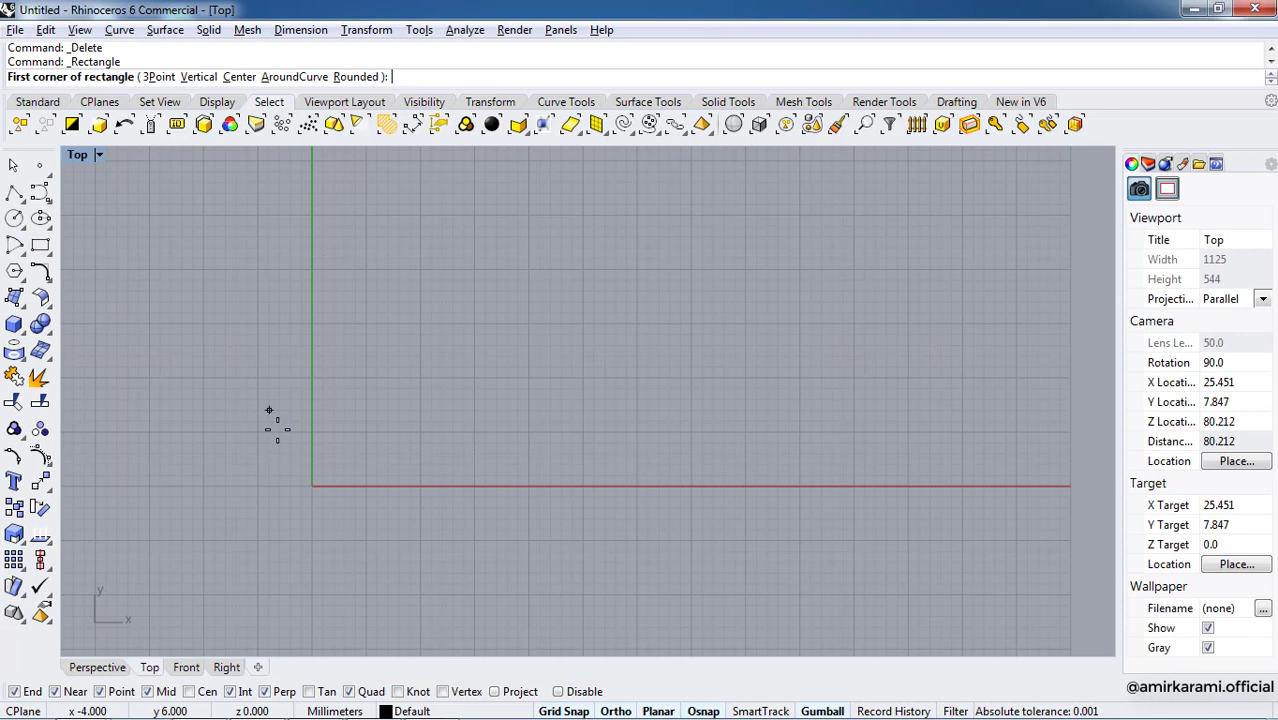 Untitled - Rhinoceros 6 Commercial - [Top]
File Edit View Curve Surface Solid Mesh Dimension Transform Tools Analyze Render Panels Help
Command: _Delete
Command: _Rectangle
First corner of rectangle ( 3Point Vertical Center AroundCurve Rounded ):
Standard CPlanes Set View Display Select Viewport Layout Visibility Transform Curve Tools Surface Tools Solid Tools Mesh Tools Render Tools Drafting New in V6
Top
Viewport
Title Top
Width 1125
Height 544
Projecti... Parallel
Camera
Lens Le... 50.0
Rotation 90.0
X Locati... 25.451
Y Locati... 7.847
Z Locati... 80.212
Distanc... 80.212
Location Place...
Target
X Target 25.451
Y Target 7.847
Z Target 0.0
Location Place...
Wallpaper
Filename (none) ...
Show
Gray
y
x
Perspective Top Front Right
@amirkarami.official
End Near Point Mid Cen Int Perp Tan Quad Knot Vertex Project Disable
CPlane x -4.000 y 6.000 z 0.000 Millimeters Default Grid Snap Ortho Planar Osnap SmartTrack Gumball Record History Filter Absolute tolerance: 0.001